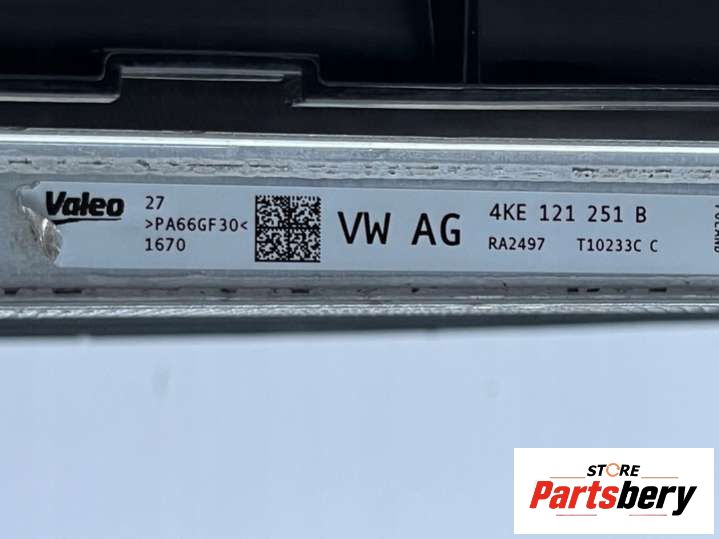 Valeo
27
>PA66GF30<
1670
VW AG
4KE 121 251 B
RA2497 T10233C C
STORE
Partsbery